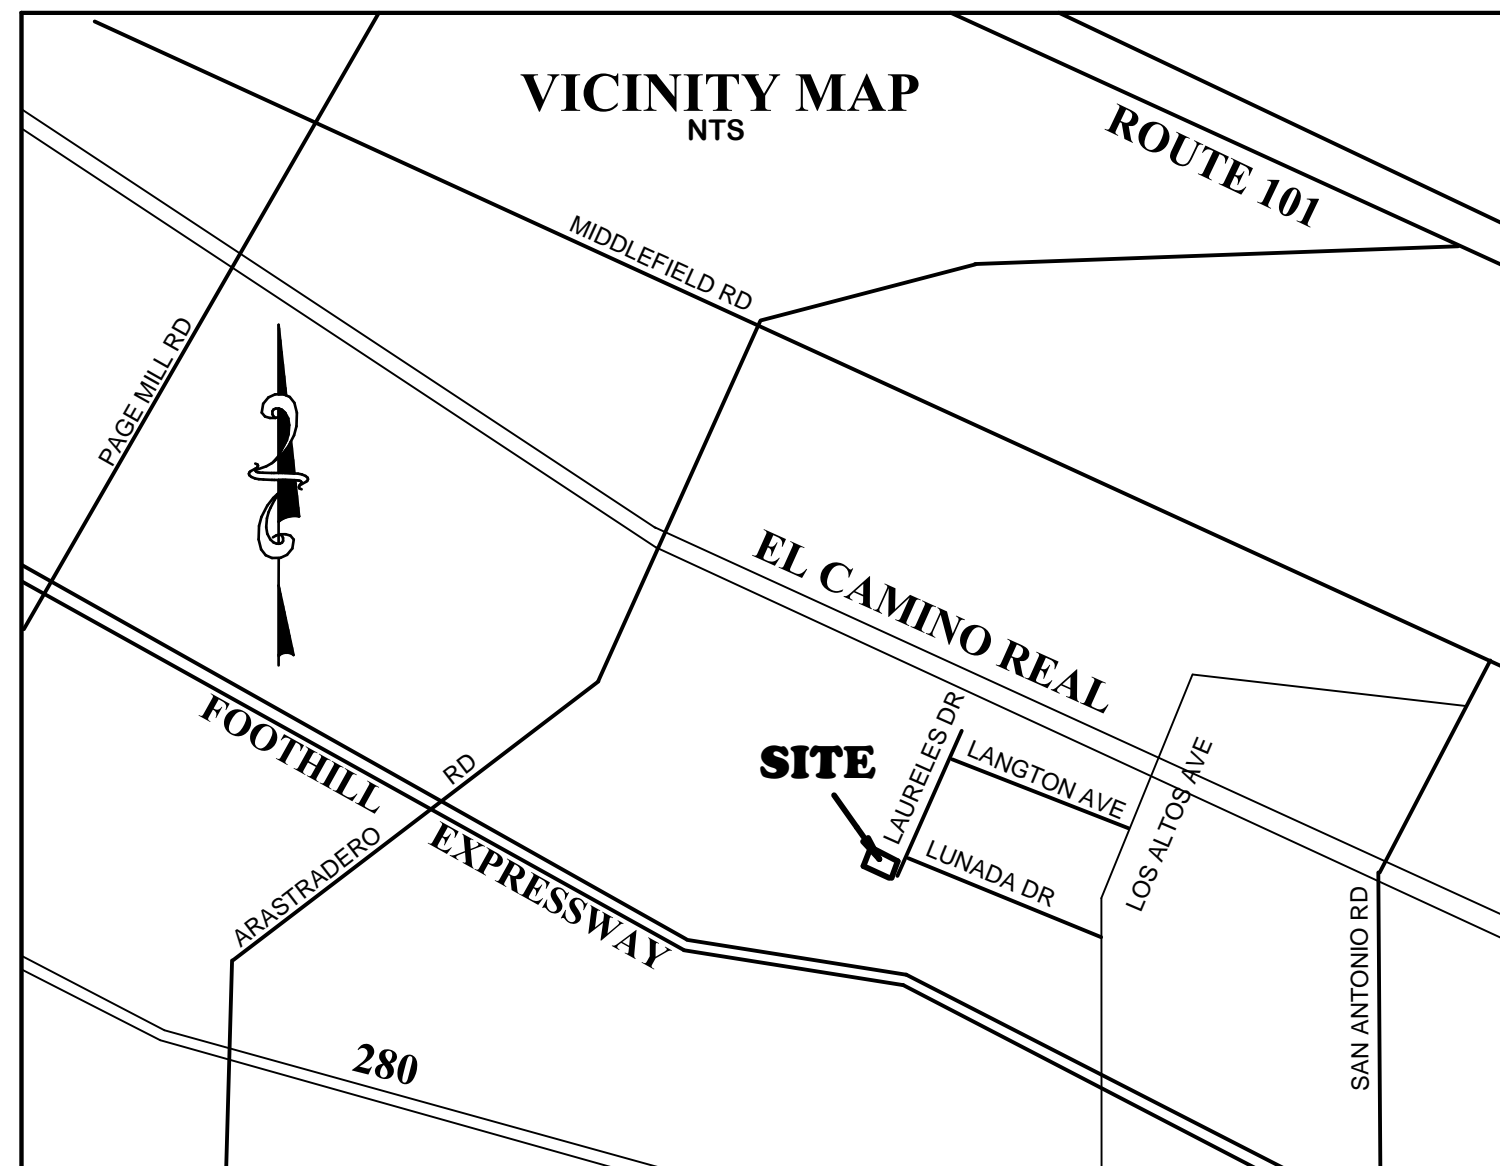 VICINITY MAP
NTS
ROUTE 101
MIDDLEFIELD RD
PAGE MILL RD
EL CAMINO REAL
FOOTHILL
EXPRESSWAY
RD
ARASTRADERO
SITE
LAURELES DR
LANGTON AVE
LUNADA DR
LOS ALTOS AVE
SAN ANTONIO RD
280